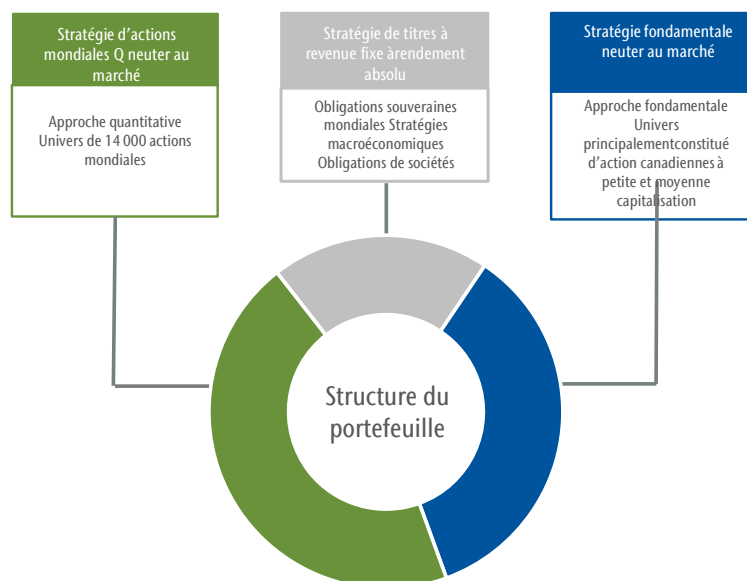 Stratégie d'actions
mondiales Q neuter au
marché
Approche quantitative
Univers de 14 000 actions
mondiales
Stratégie de titres à
revenue fixe àrendement
absolu
Obligations souveraines
mondiales Stratégies
macroéconomiques
Obligations de sociétés
Stratégie fondamentale
neuter au marché
Approche fondamentale
Univers
principalementconstitué
d'action canadiennes à
petite et moyenne
capitalisation
Structure du
portefeuille